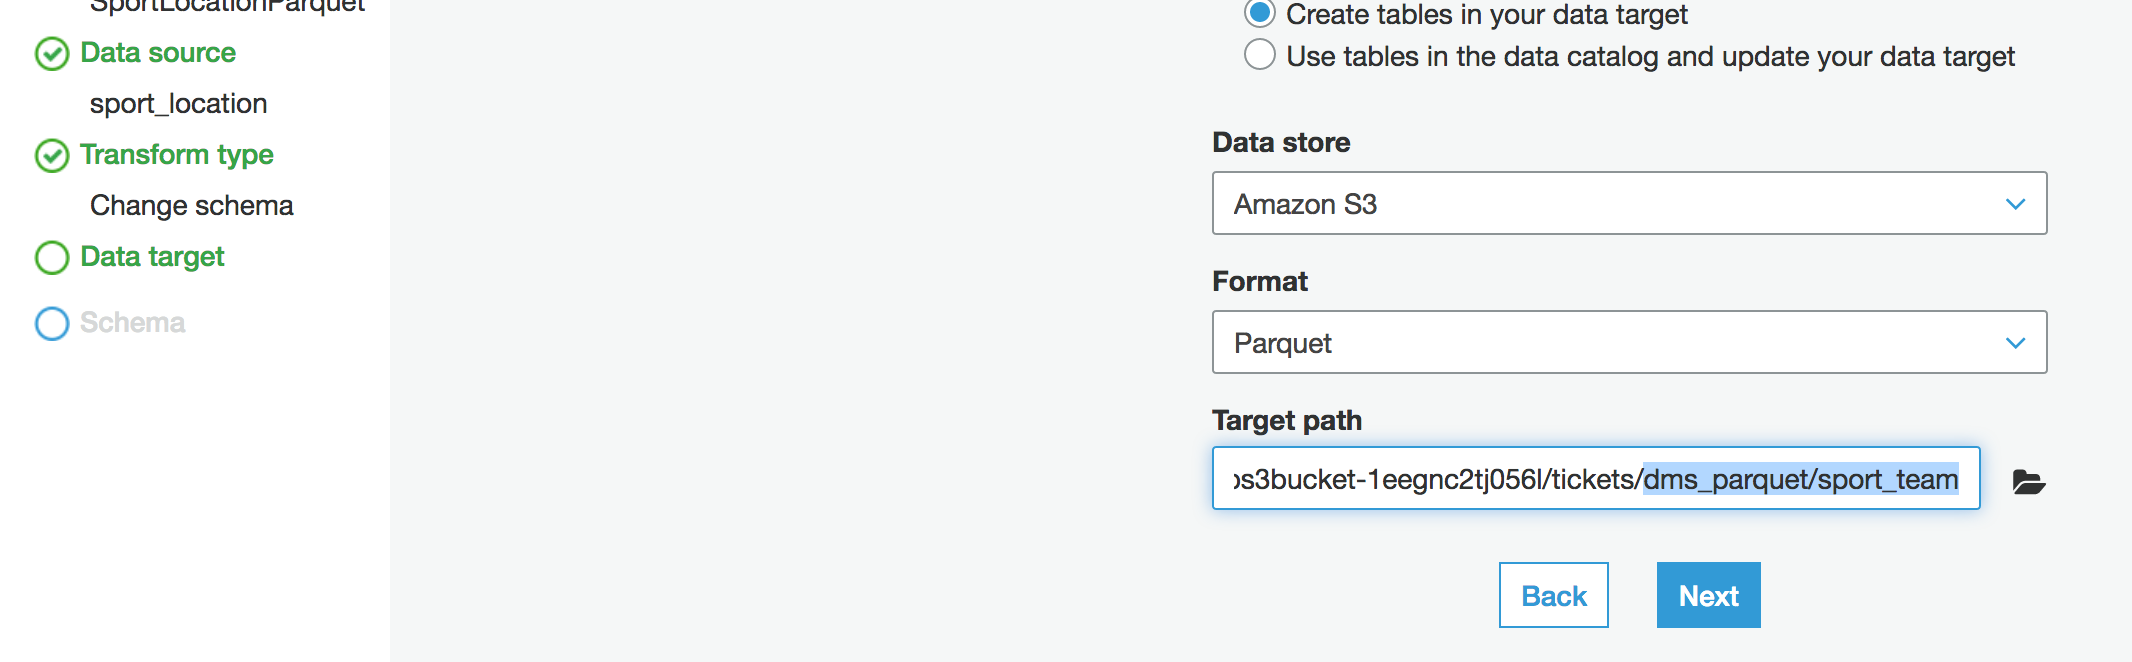 SportLocationParquet
Data source
sport_location
Transform type
Change schema
Data target
Schema
Create tables in your data target
Use tables in the data catalog and update your data target
Data store
Amazon S3
Format
Parquet
Target path
os3bucket-1eegnc2tj056l/tickets/dms_parquet/sport_team
Back
Next